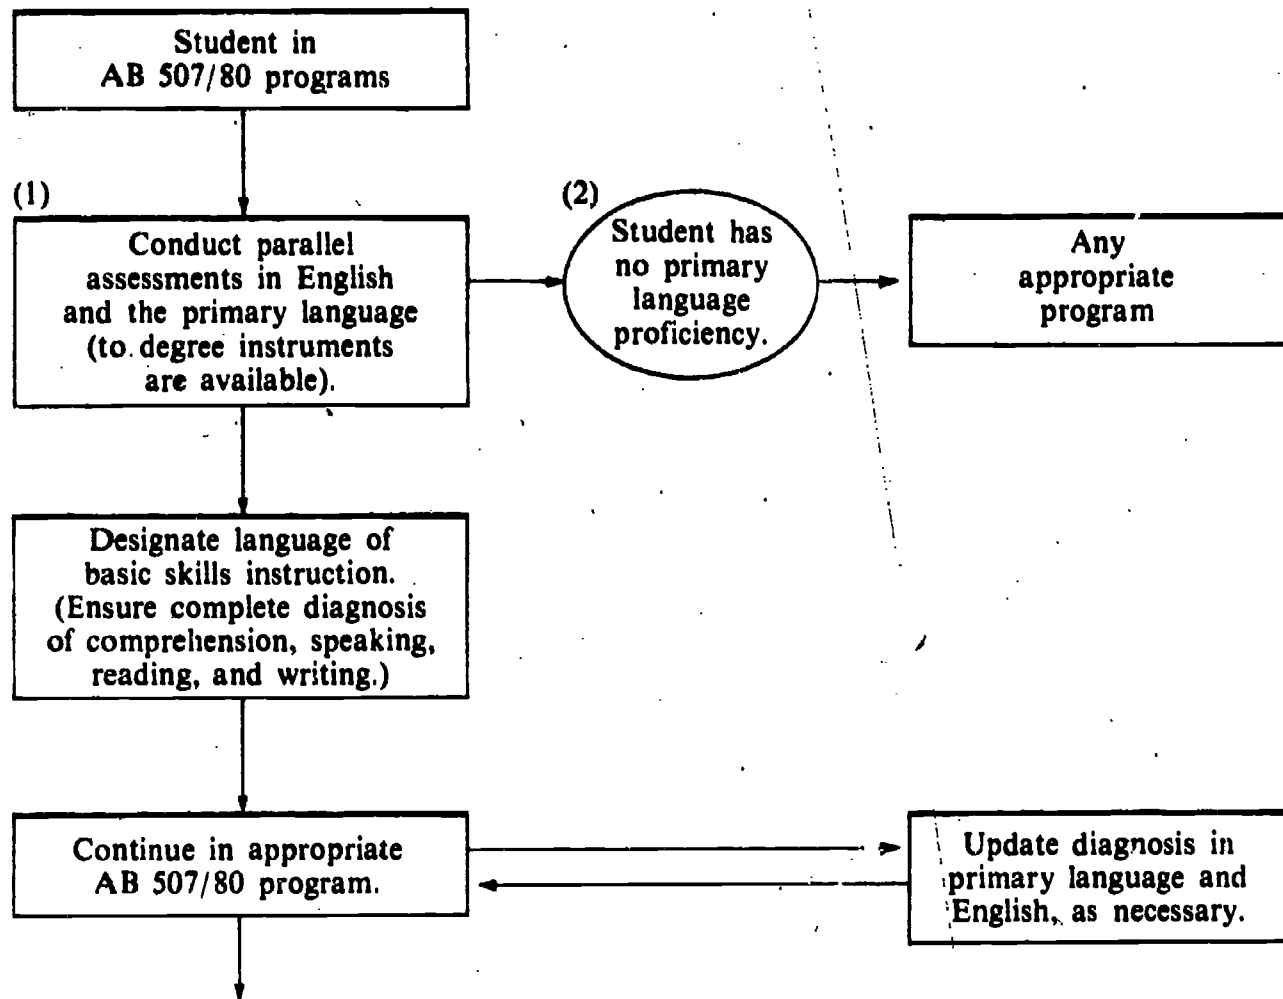 Student in
AB 507/80 programs
(1)
Conduct parallel
assessments in English
and the primary language
(to degree instruments
are available).
(2)
Student has
no primary
language
proficiency.
Any
appropriate
program
Designate language of
basic skills instruction.
(Ensure complete diagnosis
of comprehension, speaking,
reading, and writing.)
Continue in appropriate
AB 507/80 program.
Update diagnosis in
primary language and
English, as necessary.